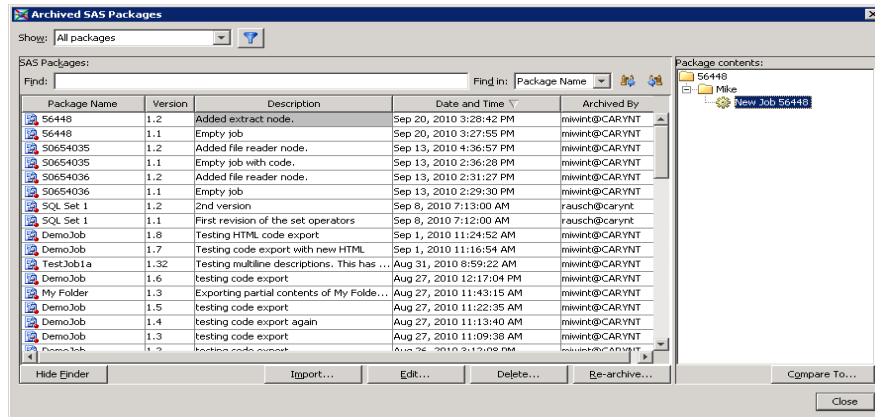 Archived SAS Packages
Show: All packages
SAS Packages:
Find: Find in: Package Name
Package Name Version Description Date and Time Archived By
56448 1.2 Added extract node. Sep 20, 2010 3:28:42 PM miwint@CARYNT
56448 1.1 Empty job Sep 20, 2010 3:27:55 PM miwint@CARYNT
S0654035 1.2 Added file reader node. Sep 13, 2010 4:36:57 PM miwint@CARYNT
S0654035 1.1 Empty job with code. Sep 13, 2010 2:36:28 PM miwint@CARYNT
S0654036 1.2 Added file reader node. Sep 13, 2010 2:31:27 PM miwint@CARYNT
S0654036 1.1 Empty job Sep 13, 2010 2:29:30 PM miwint@CARYNT
SQL Set 1 1.2 2nd version Sep 8, 2010 7:13:00 AM rausch@carynt
SQL Set 1 1.1 First revision of the set operators Sep 8, 2010 7:12:00 AM rausch@carynt
DemoJob 1.8 Testing HTML code export Sep 1, 2010 11:24:52 AM miwint@CARYNT
DemoJob 1.7 Testing code export with new HTML Sep 1, 2010 11:16:54 AM miwint@CARYNT
TestJob1a 1.32 Testing multiline descriptions. This has ... Aug 31, 2010 8:59:22 AM miwint@CARYNT
DemoJob 1.6 testing code export Aug 27, 2010 12:17:04 PM miwint@CARYNT
My Folder 1.3 Exporting partial contents of My Folde... Aug 27, 2010 11:43:15 AM miwint@CARYNT
DemoJob 1.5 testing code export Aug 27, 2010 11:22:35 AM miwint@CARYNT
DemoJob 1.4 testing code export again Aug 27, 2010 11:13:40 AM miwint@CARYNT
DemoJob 1.3 testing code export Aug 27, 2010 11:09:38 AM miwint@CARYNT
DemoJob 1.2 testing code export Aug 26, 2010 3:12:08 PM miwint@CARYNT
Hide Finder Import... Edit... Delete... Re-archive...
Package contents:
56448
Mike
New Job 56448
Compare To...
Close